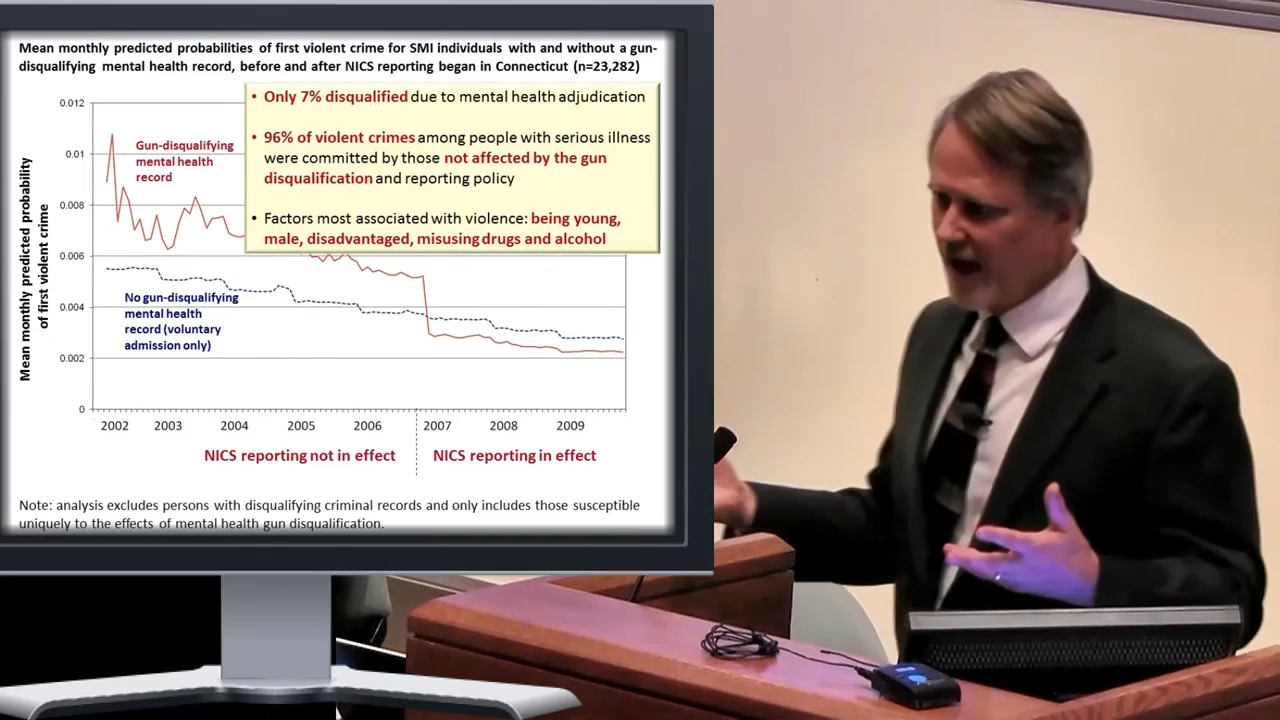 Mean monthly predicted probabilities of first violent crime for SMI individuals with and without a gun-
disqualifying mental health record, before and after NICS reporting began in Connecticut (n=23,282)
• Only 7% disqualified due to mental health adjudication
• 96% of violent crimes among people with serious illness
were committed by those not affected by the gun
disqualification and reporting policy
• Factors most associated with violence: being young,
male, disadvantaged, misusing drugs and alcohol
Mean monthly predicted probability
of first violent crime
0.012
0.01
0.008
0.006
0.004
0.002
0
Gun-disqualifying
mental health
record
No gun-disqualifying
mental health
record (voluntary
admission only)
2002 2003 2004 2005 2006 2007 2008 2009
NICS reporting not in effect NICS reporting in effect
Note: analysis excludes persons with disqualifying criminal records and only includes those susceptible
uniquely to the effects of mental health gun disqualification.